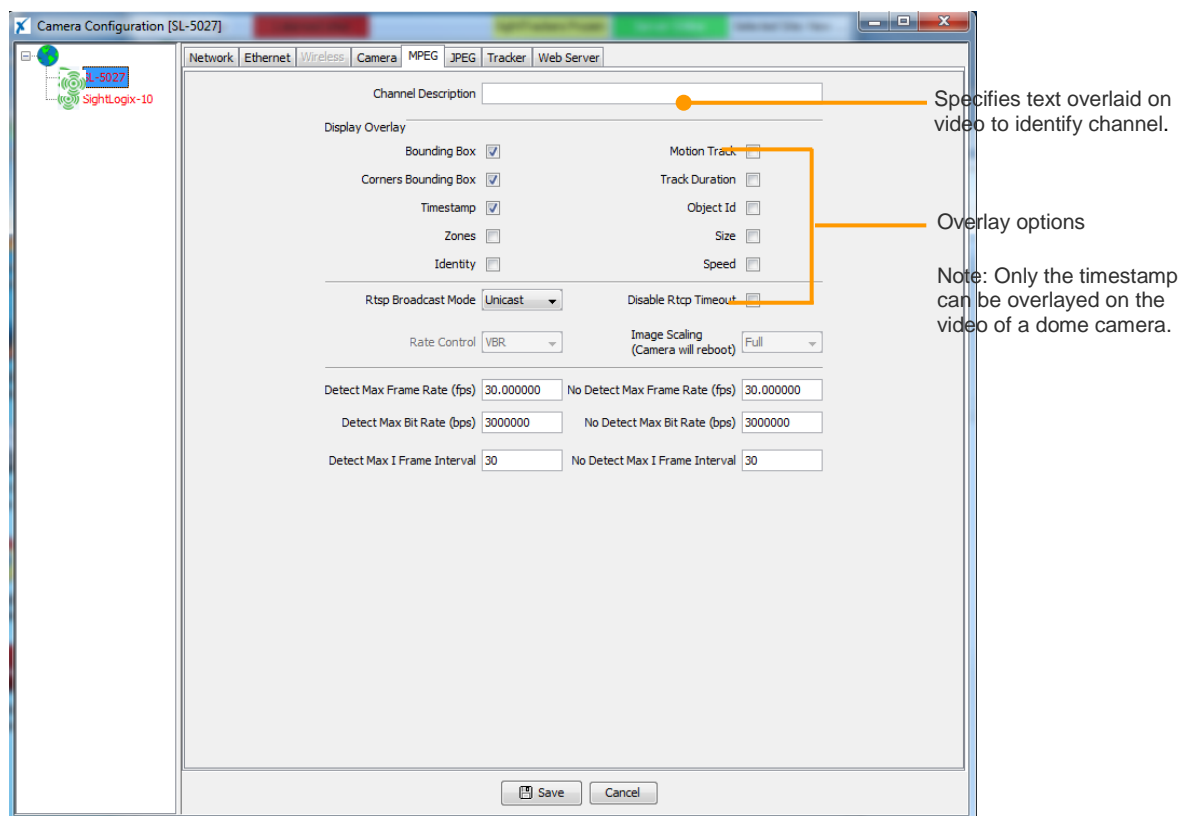 Camera Configuration [SL-5027]
SL-5027
SightLogix-10
Network Ethernet Wireless Camera MPEG JPEG Tracker Web Server
Channel Description
Specifies text overlaid on
video to identify channel.
Display Overlay
Bounding Box Motion Track
Corners Bounding Box Track Duration
Timestamp Object Id
Zones Size
Identity Speed
Overlay options
Note: Only the timestamp
can be overlayed on the
video of a dome camera.
Rtsp Broadcast Mode Unicast Disable Rtcp Timeout
Rate Control VBR Image Scaling
(Camera will reboot) Full
Detect Max Frame Rate (fps) 30.000000 No Detect Max Frame Rate (fps) 30.000000
Detect Max Bit Rate (bps) 3000000 No Detect Max Bit Rate (bps) 3000000
Detect Max I Frame Interval 30 No Detect Max I Frame Interval 30
Save Cancel